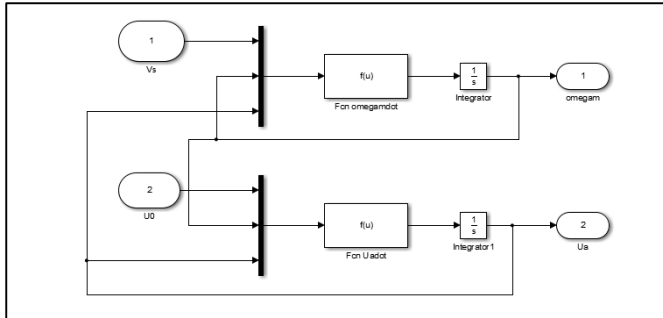 1
Vs
f(u)
Fcn omegamdot
1
s
Integrator
1
omegam
2
U0
f(u)
Fcn Uadot
1
s
Integrator1
2
Ua